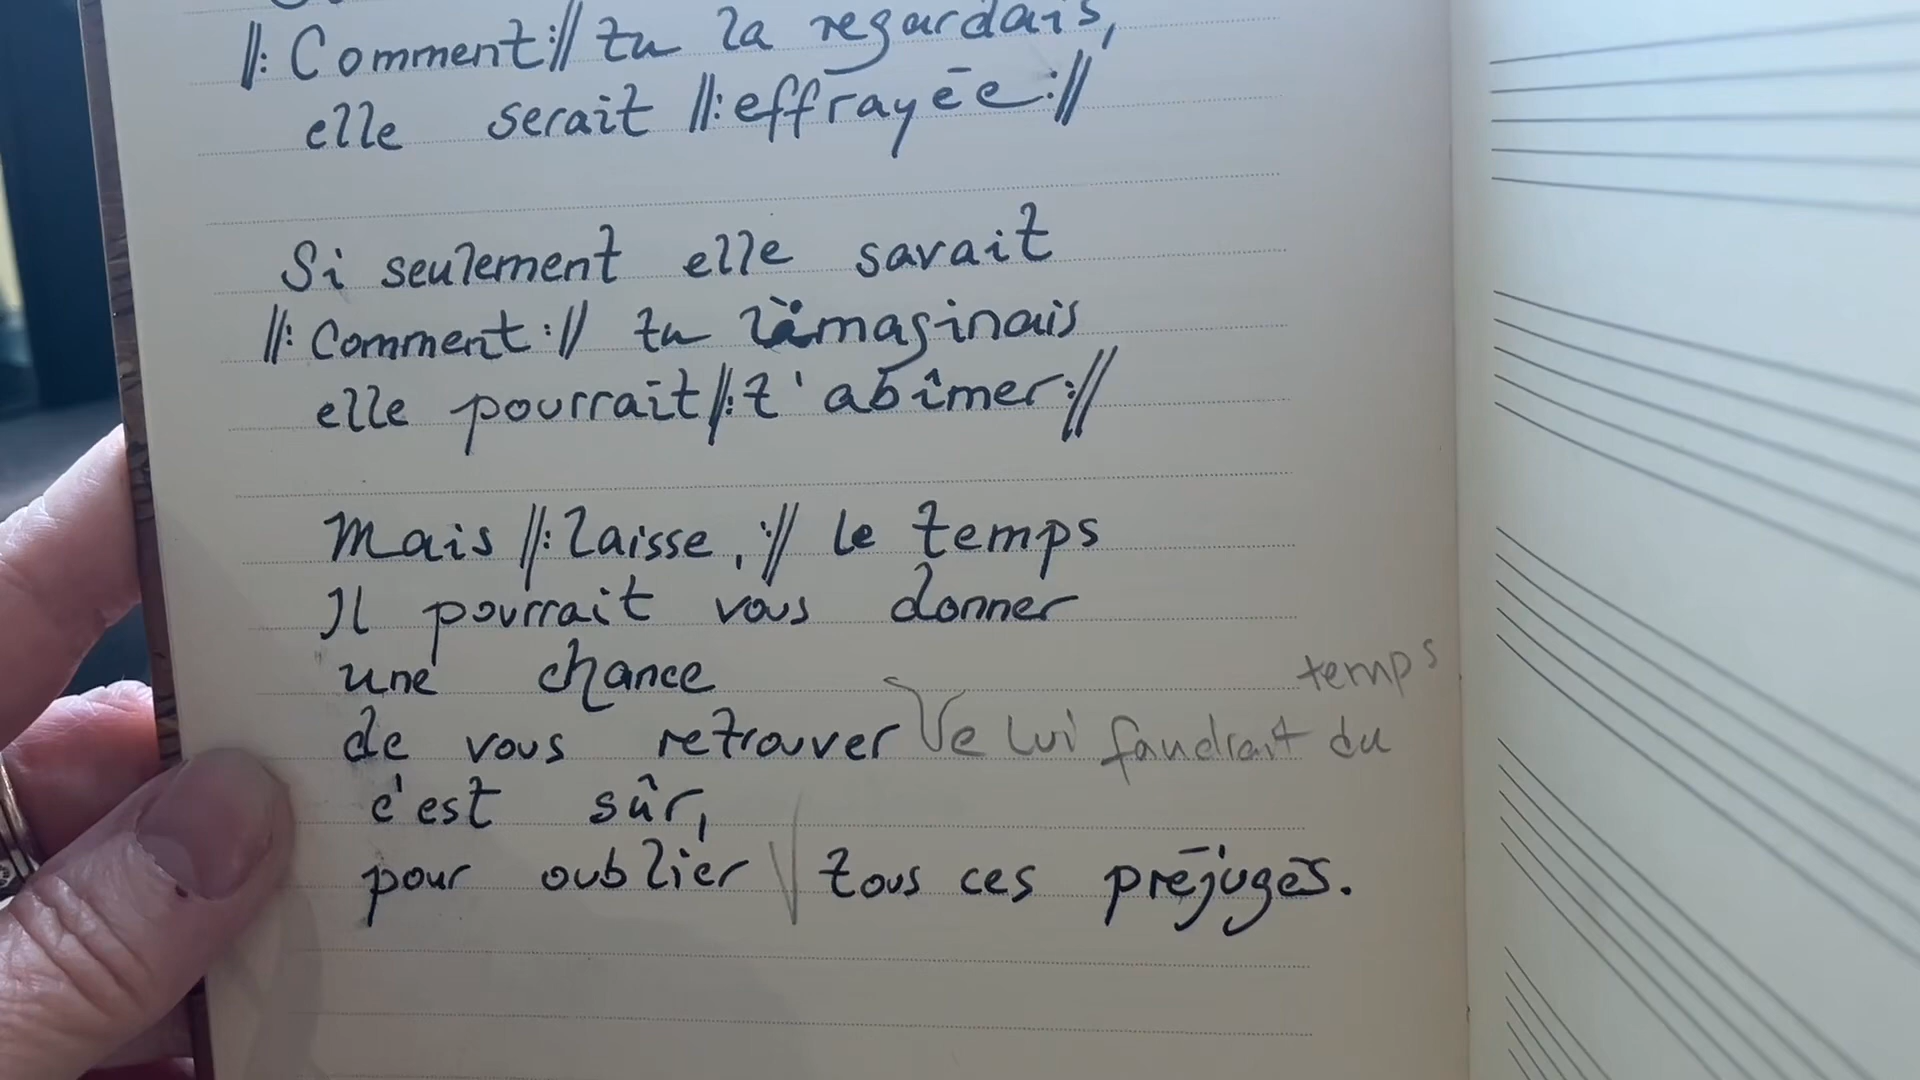 ||: Comment :|| tu la regardais,
elle serait ||: effrayée :||
Si seulement elle savait
||: Comment :|| tu l'imaginais
elle pourrait ||: t'abîmer :||
Mais ||: laisse, :|| le temps
Il pourrait vous donner
une chance
temps
de vous retrouver Ve lui faudrait du
c'est sûr,
pour oublier tous ces préjugés.